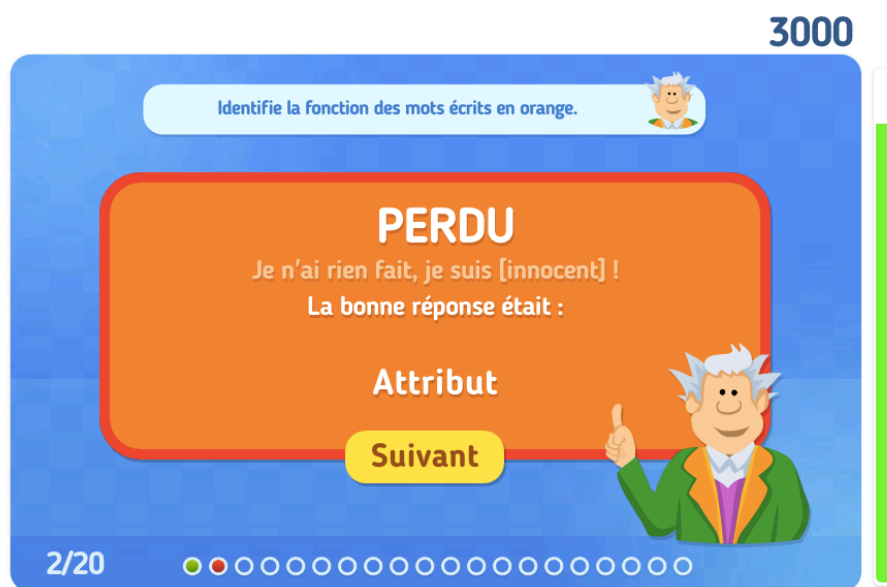 3000
Identifie la fonction des mots écrits en orange.
PERDU
Je n'ai rien fait, je suis [innocent] !
La bonne réponse était :
Attribut
Suivant
2/20